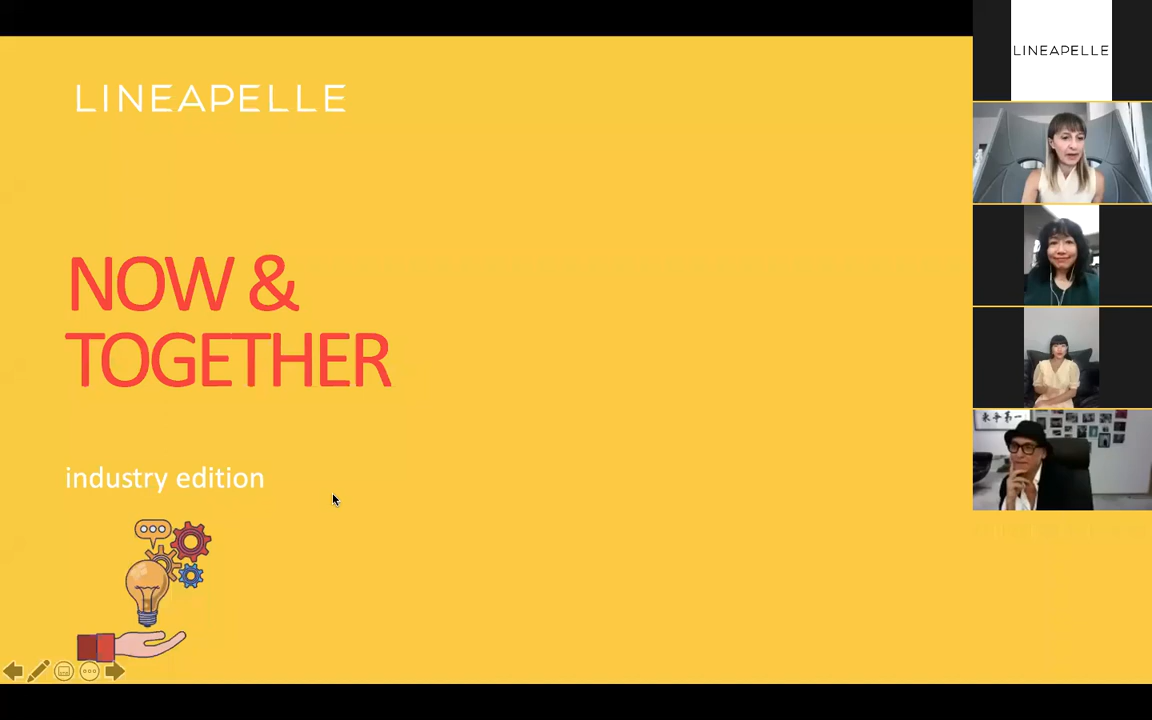 LINEAPELLE
NOW &
TOGETHER
industry edition
LINEAPELLE